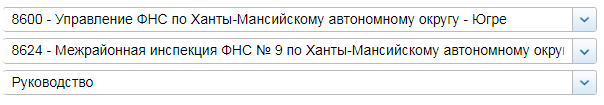 8600 - Управление ФНС по Ханты-Мансийскому автономному округу - Югре
8624 - Межрайонная инспекция ФНС № 9 по Ханты-Мансийскому автономному окру
Руководство